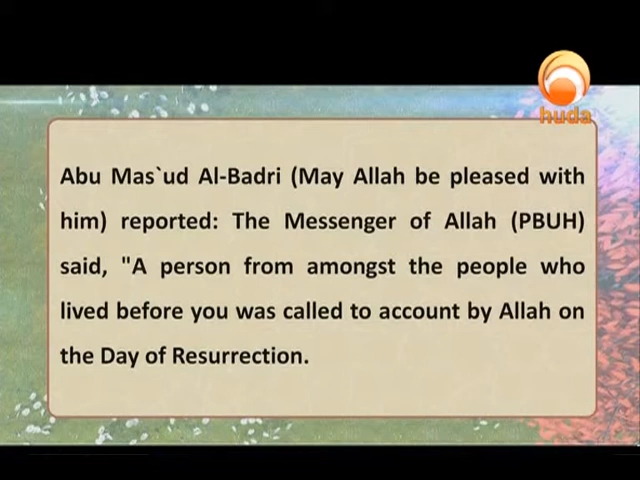 huda
Abu Mas`ud Al-Badri (May Allah be pleased with
him) reported: The Messenger of Allah (PBUH)
said, "A person from amongst the people who
lived before you was called to account by Allah on
the Day of Resurrection.